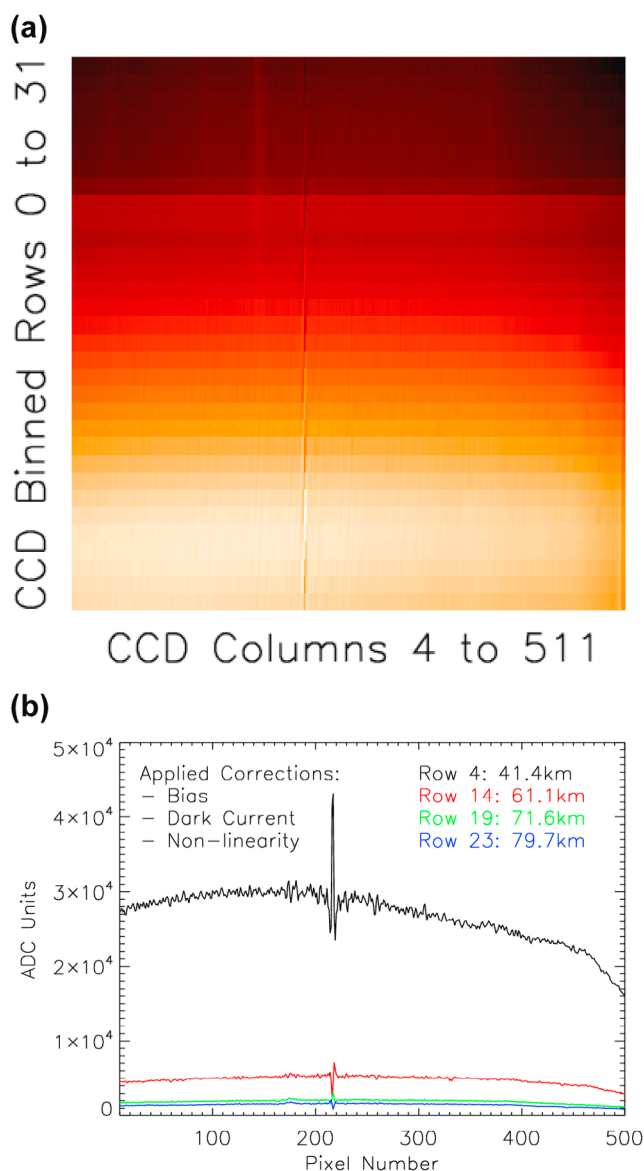 (a)
CCD Binned Rows 0 to 31
CCD Columns 4 to 511
(b)
5×10⁴
4×10⁴
3×10⁴
2×10⁴
1×10⁴
0
ADC Units
Applied Corrections:
– Bias
– Dark Current
– Non–linearity
Row 4: 41.4km
Row 14: 61.1km
Row 19: 71.6km
Row 23: 79.7km
100 200 300 400 500
Pixel Number